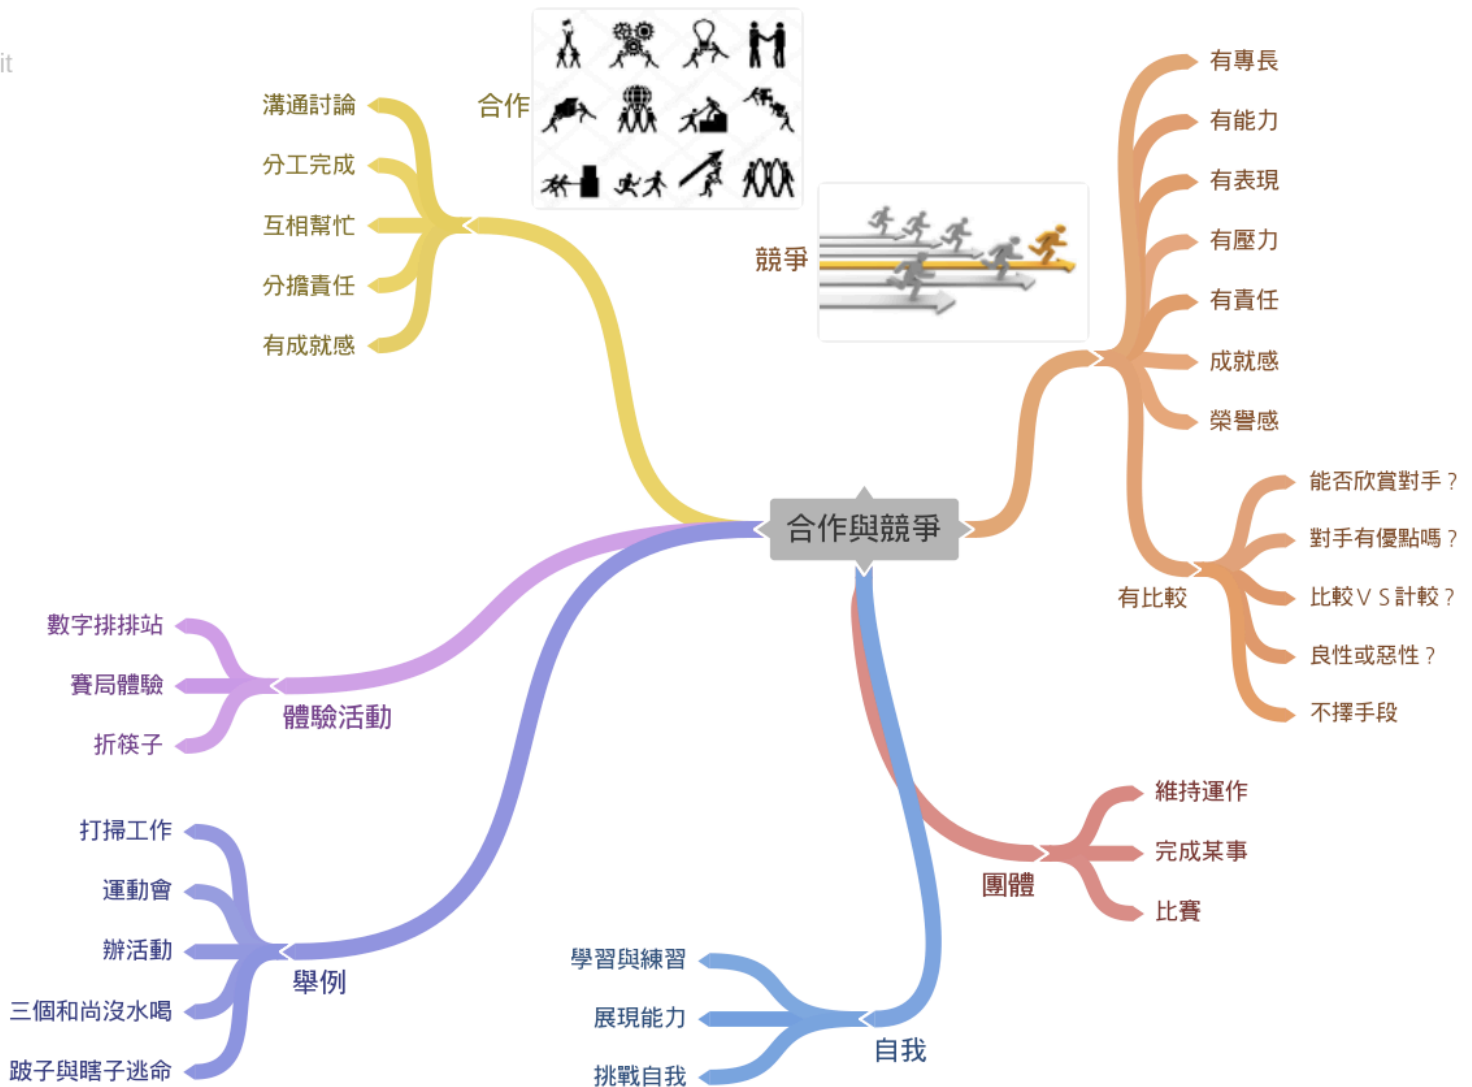 it
合作與競爭
合作
溝通討論
分工完成
互相幫忙
分擔責任
有成就感
競爭
有專長
有能力
有表現
有壓力
有責任
成就感
榮譽感
有比較
能否欣賞對手？
對手有優點嗎？
比較ＶＳ計較？
良性或惡性？
不擇手段
團體
維持運作
完成某事
比賽
自我
學習與練習
展現能力
挑戰自我
體驗活動
數字排排站
賽局體驗
折筷子
舉例
打掃工作
運動會
辦活動
三個和尚沒水喝
跛子與瞎子逃命